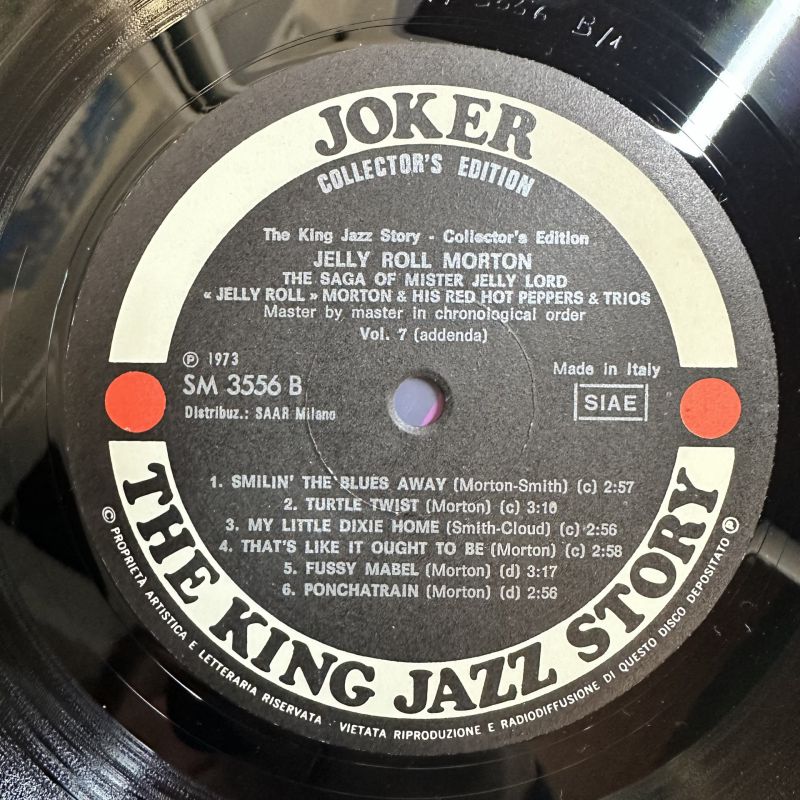 3556 B/1
JOKER
COLLECTOR'S EDITION
The King Jazz Story - Collector's Edition
JELLY ROLL MORTON
THE SAGA OF MISTER JELLY LORD
« JELLY ROLL » MORTON & HIS RED HOT PEPPERS & TRIOS
Master by master in chronological order
Vol. 7 (addenda)
Ⓟ 1973
SM 3556 B
Distribuz.: SAAR Milano
Made in Italy
SIAE
1. SMILIN' THE BLUES AWAY (Morton-Smith) (c) 2:57
2. TURTLE TWIST (Morton) (c) 3:10
3. MY LITTLE DIXIE HOME (Smith-Cloud) (c) 2:56
4. THAT'S LIKE IT OUGHT TO BE (Morton) (c) 2:58
5. FUSSY MABEL (Morton) (d) 3:17
6. PONCHATRAIN (Morton) (d) 2:56
THE KING JAZZ STORY
© PROPRIETÀ ARTISTICA E LETTERARIA RISERVATA · VIETATA RIPRODUZIONE E RADIODIFFUSIONE DI QUESTO DISCO DEPOSITATO Ⓟ